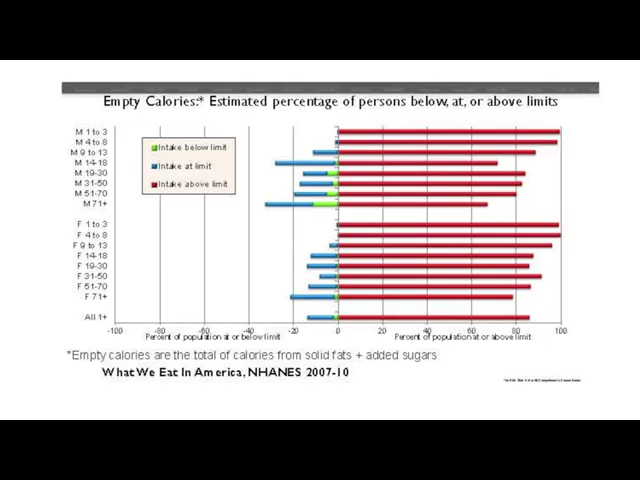 Empty Calories:* Estimated percentage of persons below, at, or above limits
M 1 to 3
M 4 to 8
M 9 to 13
M 14-18
M 19-30
M 31-50
M 51-70
M 71+
F 1 to 3
F 4 to 8
F 9 to 13
F 14-18
F 19-30
F 31-50
F 51-70
F 71+
All 1+
Intake below limit
Intake at limit
Intake above limit
-100 -80 -60 -40 -20 0 20 40 60 80 100
Percent of population at or below limit Percent of population at or above limit
*Empty calories are the total of calories from solid fats + added sugars
What We Eat In America, NHANES 2007-10